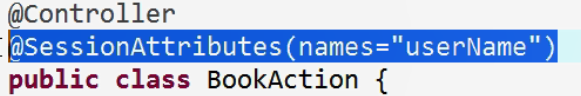 @Controller
@SessionAttributes(names="userName")
public class BookAction {